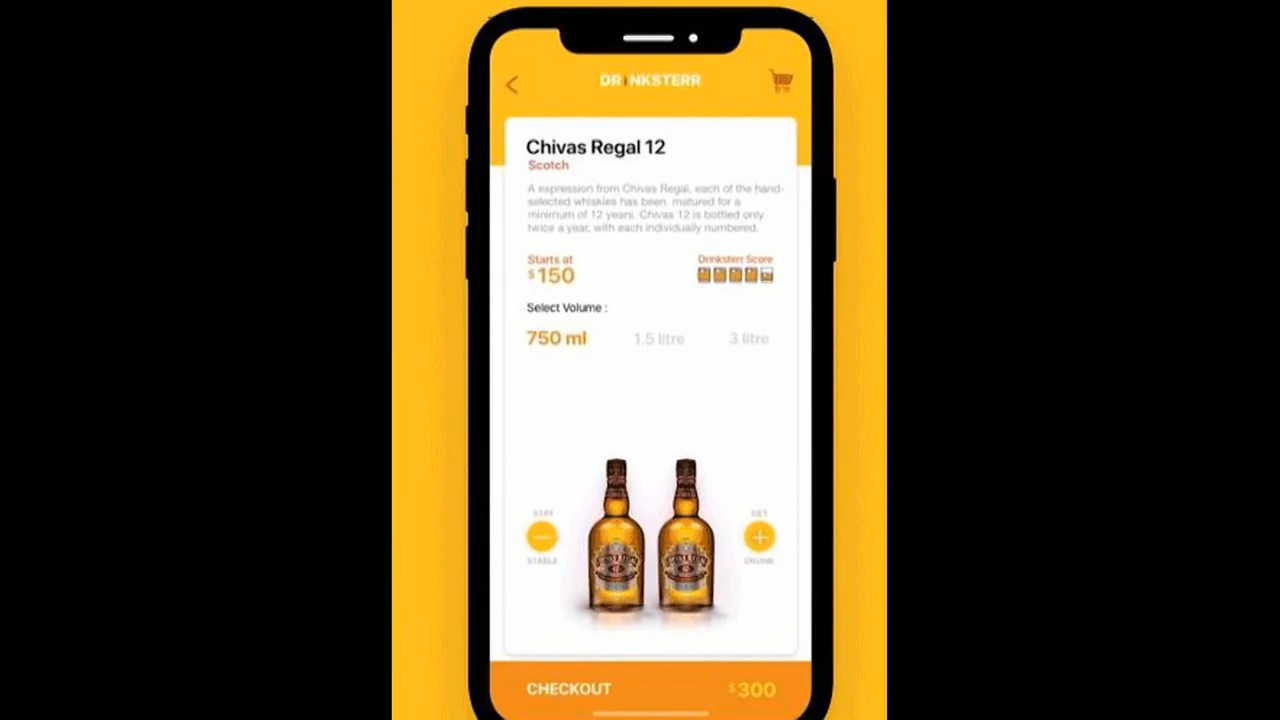 DRINKSTERR
Chivas Regal 12
Scotch
A expression from Chivas Regal, each of the hand-
selected whiskies has been matured for a
minimum of 12 years. Chivas 12 is bottled only
twice a year, with each individually numbered.
Starts at
$150
Drinksterr Score
Select Volume :
750 ml
1.5 litre
3 litre
STAY
STABLE
GET
DRUNK
CHECKOUT
$300